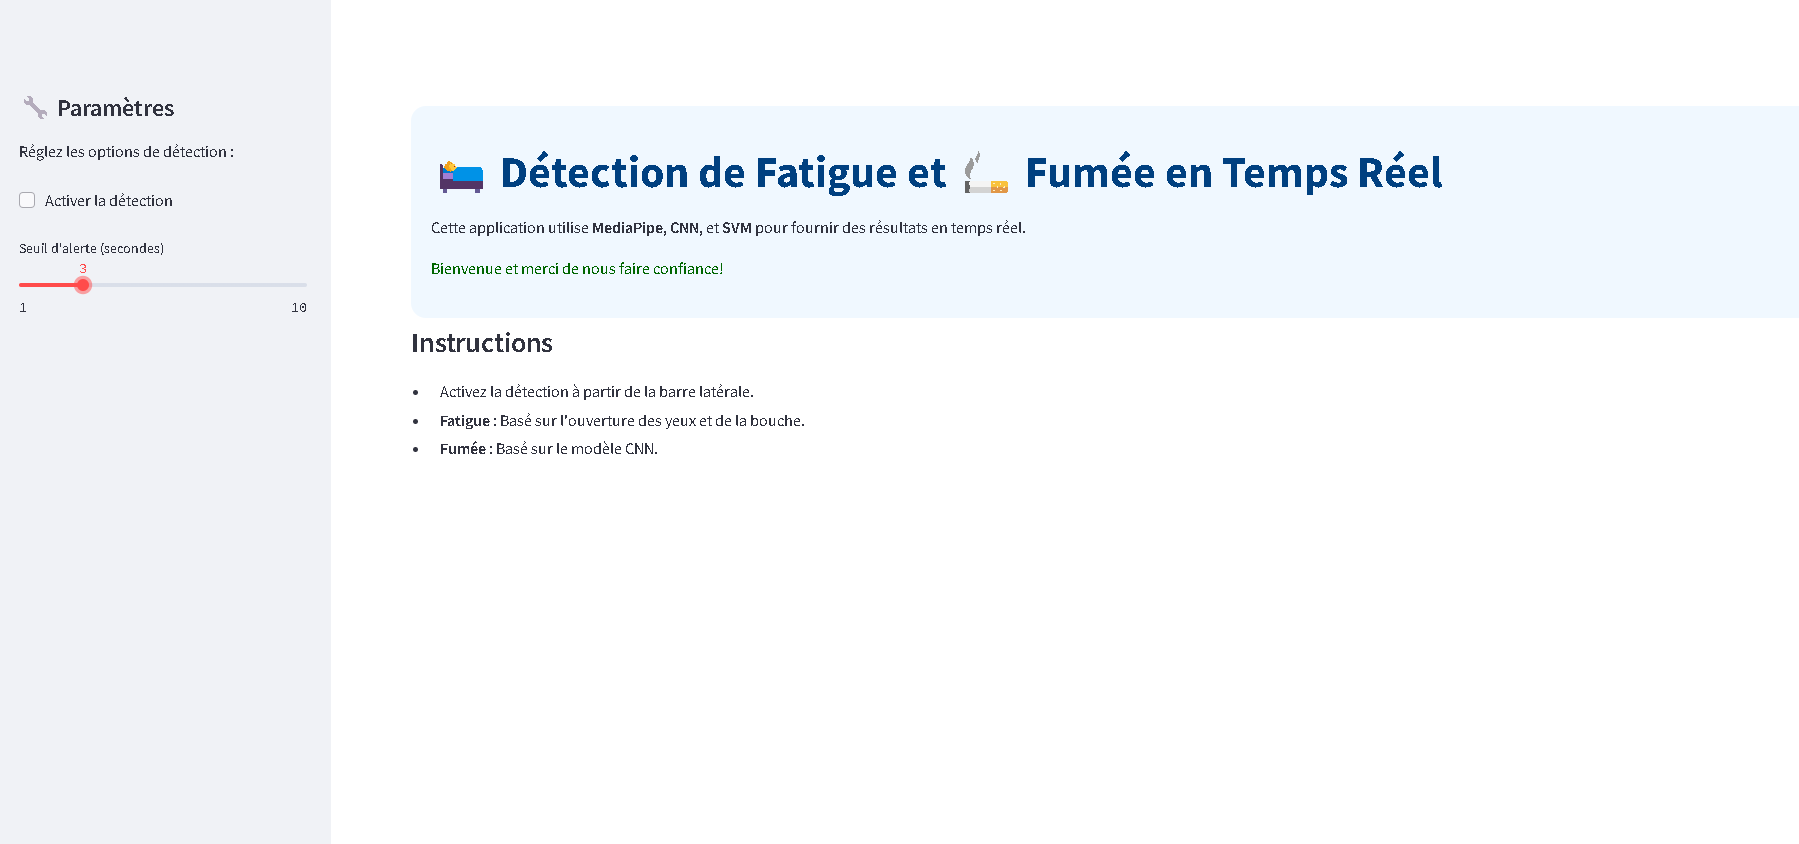 Paramètres
Réglez les options de détection :
Activer la détection
Seuil d'alerte (secondes)
3
1 10
Détection de Fatigue et Fumée en Temps Réel
Cette application utilise MediaPipe, CNN, et SVM pour fournir des résultats en temps réel.
Bienvenue et merci de nous faire confiance!
Instructions
Activez la détection à partir de la barre latérale.
Fatigue : Basé sur l'ouverture des yeux et de la bouche.
Fumée : Basé sur le modèle CNN.